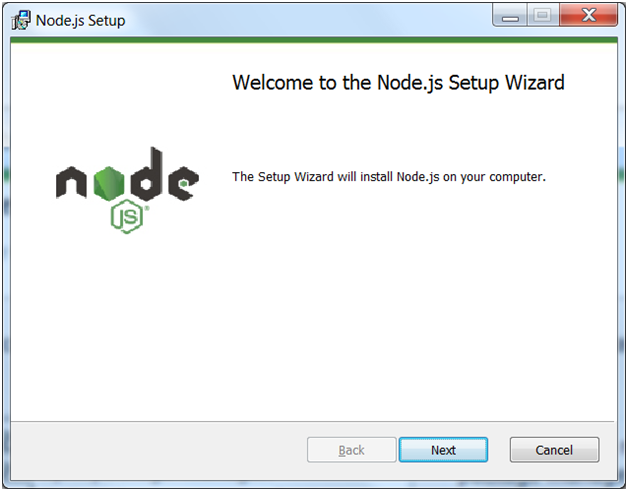 Node.js Setup
Welcome to the Node.js Setup Wizard
node
JS
The Setup Wizard will install Node.js on your computer.
Back
Next
Cancel